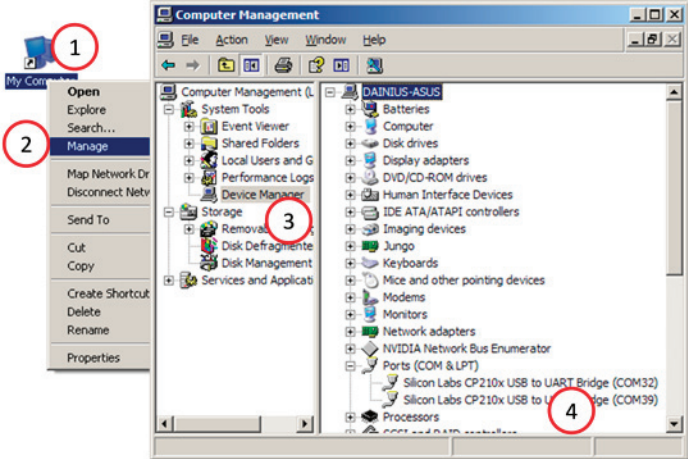 1
My Computer
2
Open
Explore
Search...
Manage
Map Network Dr
Disconnect Netw
Send To
Cut
Copy
Create Shortcut
Delete
Rename
Properties
Computer Management
File Action View Window Help
Computer Management (L
System Tools
Event Viewer
Shared Folders
Local Users and G
Performance Logs
Device Manager
3
Storage
Disk Defragmente
Disk Management
Services and Applicati
DAINIUS-ASUS
Batteries
Computer
Disk drives
Display adapters
DVD/CD-ROM drives
Human Interface Devices
IDE ATA/ATAPI controllers
Imaging devices
Jungo
Keyboards
Mice and other pointing devices
Modems
Monitors
Network adapters
NVIDIA Network Bus Enumerator
Ports (COM & LPT)
Silicon Labs CP210x USB to UART Bridge (COM32)
Silicon Labs CP210x USB to Bridge (COM39)
4
Processors